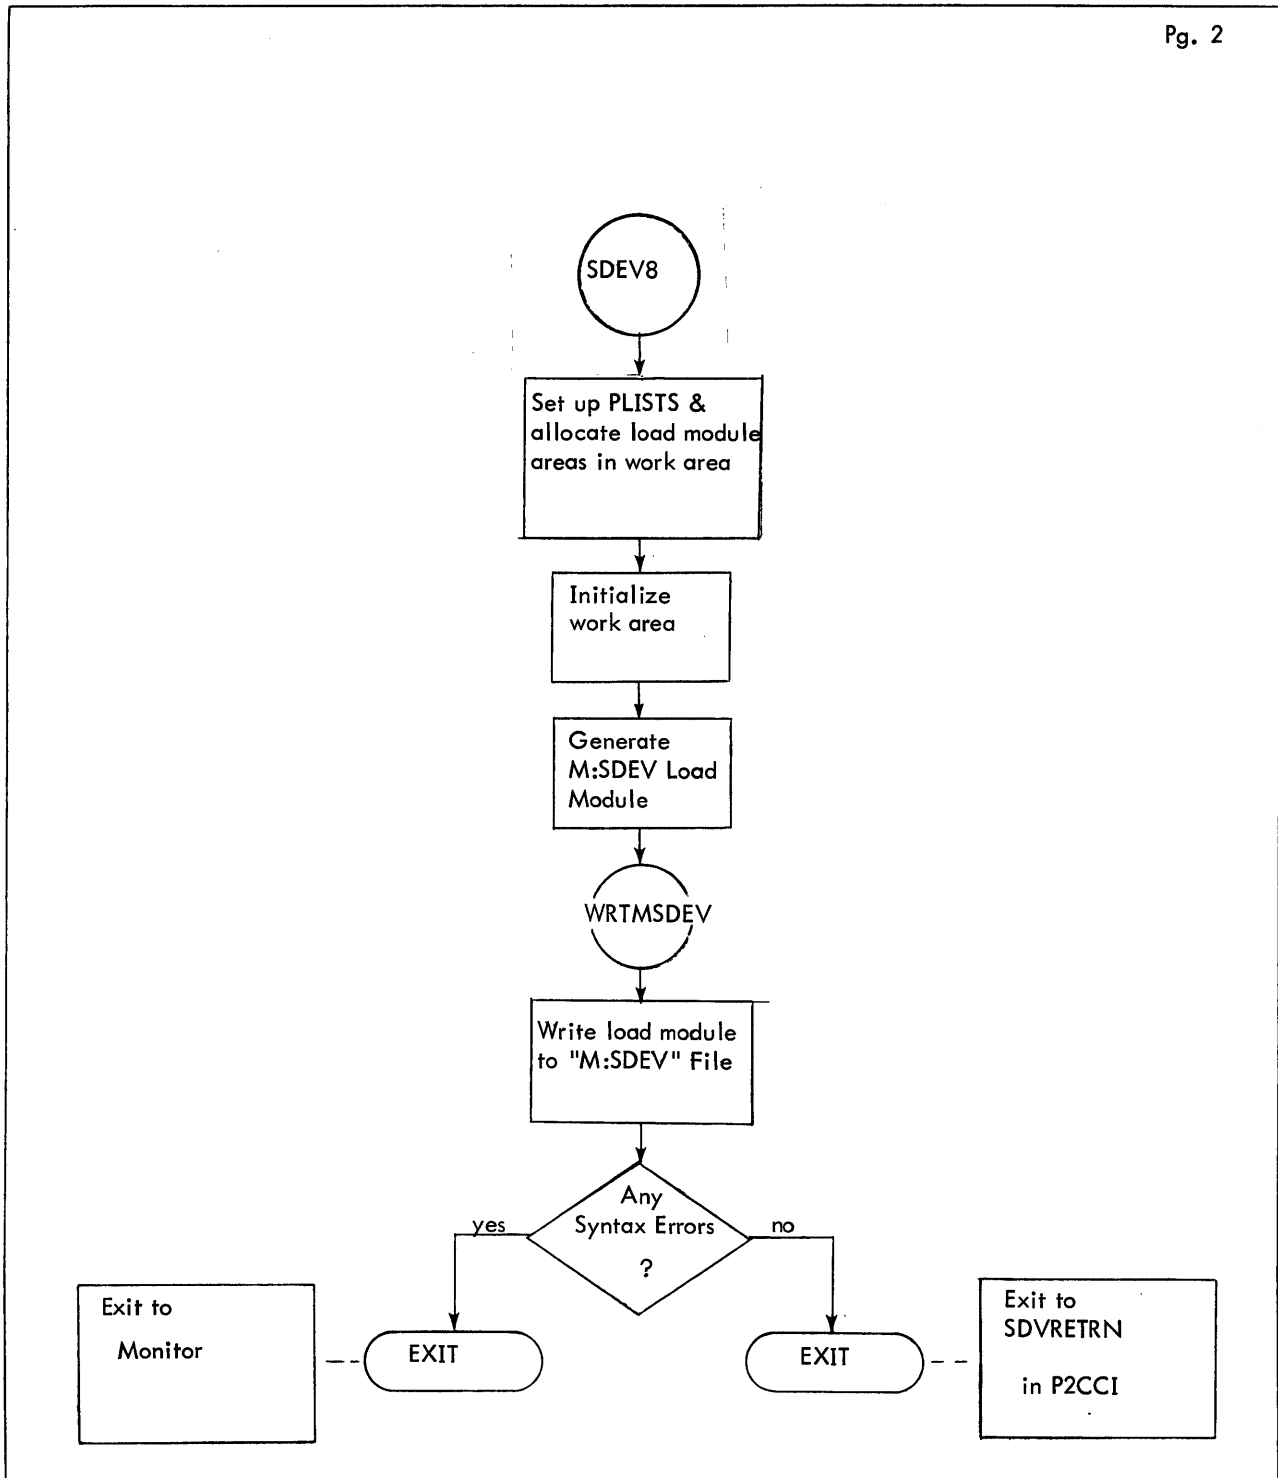 Pg. 2
SDEV8
Set up PLISTS &
allocate load module
areas in work area
Initialize
work area
Generate
M:SDEV Load
Module
WRTMSDEV
Write load module
to "M:SDEV" File
Any
Syntax Errors
?
yes
no
Exit to
Monitor
EXIT
EXIT
Exit to
SDVRETRN
in P2CCI